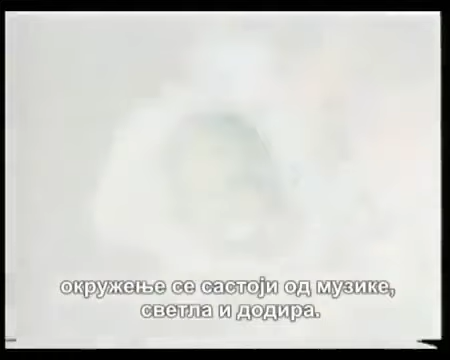 окружење се састоји од музике,
светла и додира.